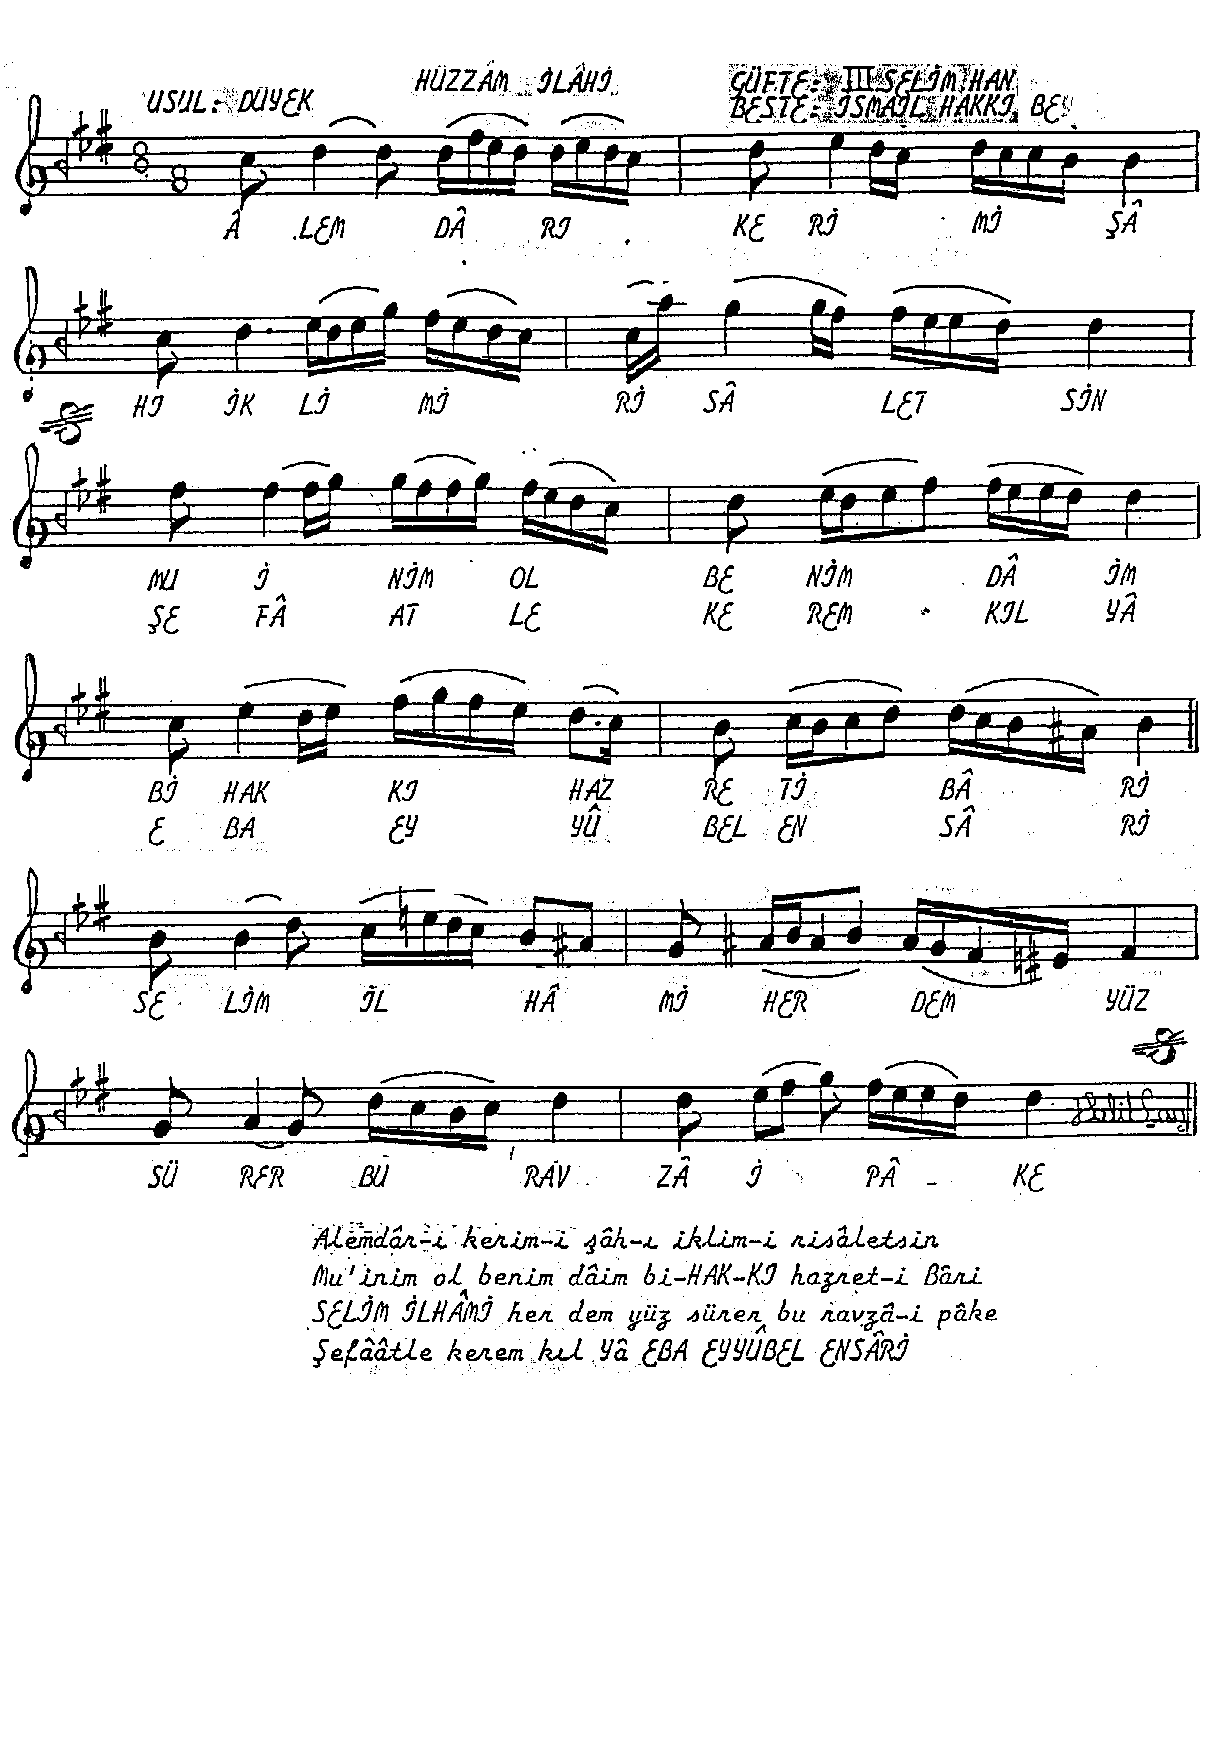 HÜZZÂM İLÂHİ
USUL: DÜYEK
GÜFTE: III SELİM HAN
BESTE: İSMAİL HAKKI BEY
8 8
Â LEM DÂ RI KE Rİ Mİ ŞÂ
HI İK Lİ Mİ Rİ SÂ LET SİN
MU İ NİM OL BE NİM DÂ İM
ŞE FÂ AT LE KE REM KIL YÂ
Bİ HAK KI HAZ RE Tİ BÂ Rİ
E BA EY YÛ BEL EN SÂ Rİ
SE LİM İL HÂ Mİ HER DEM YÜZ
SÜ RER BU RAV ZÂ İ PÂ KE
Alemdâr-i kerim-i şâh-ı iklim-i risâletsin
Mu'inim ol benim dâim bi-HAK-KI hazret-i Bâri
SELİM İLHÂMİ her dem yüz sürer bu ravzâ-i pâke
Şefââtle kerem kıl Yâ EBA EYYÛBEL ENSÂRİ